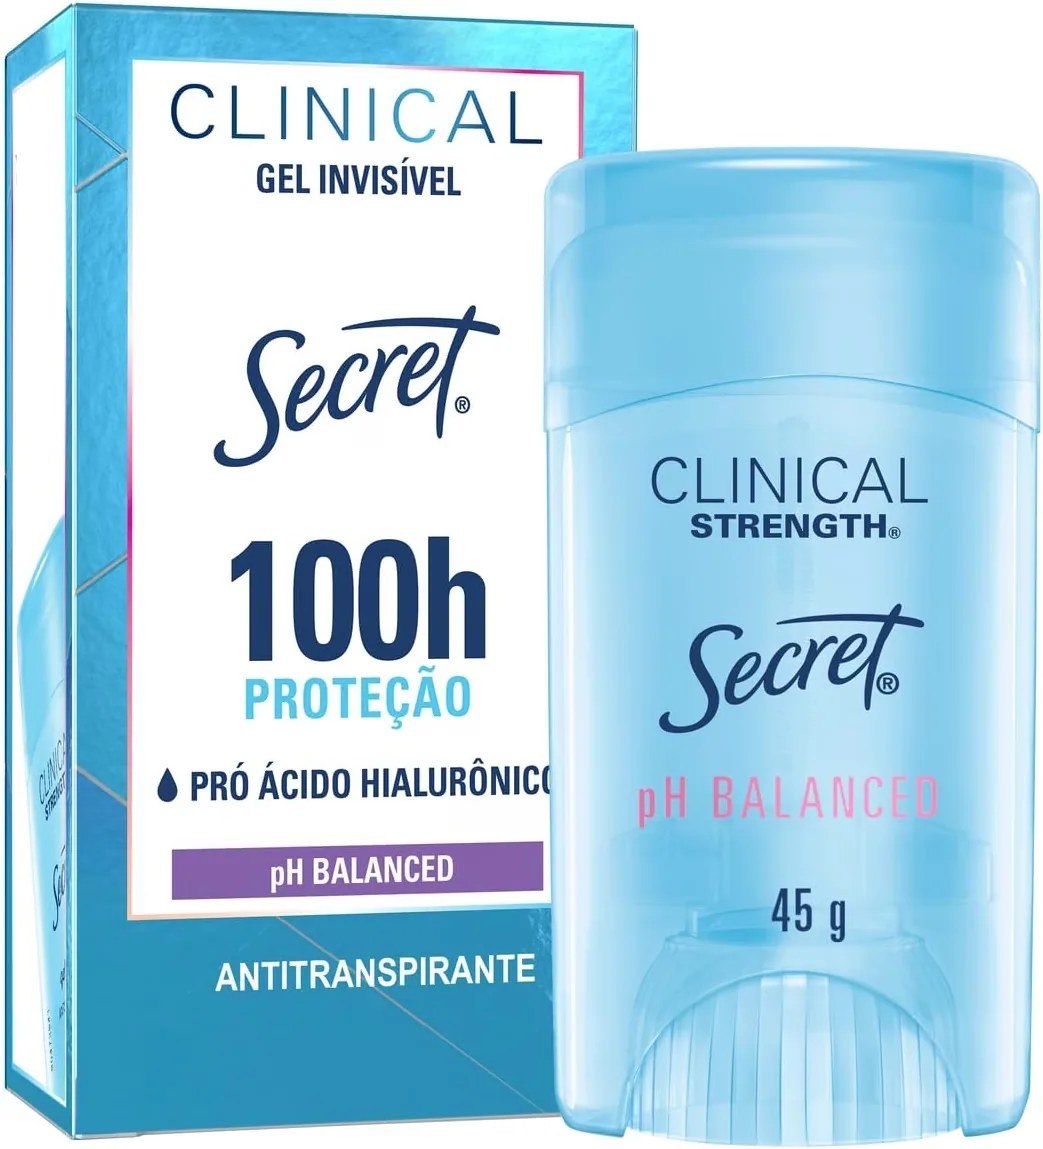 CLINICAL
GEL INVISÍVEL
Secret®
100h
PROTEÇÃO
PRÓ ÁCIDO HIALURÔNICO
pH BALANCED
ANTITRANSPIRANTE
CLINICAL
STRENGTH®
Secret®
pH BALANCED
45 g